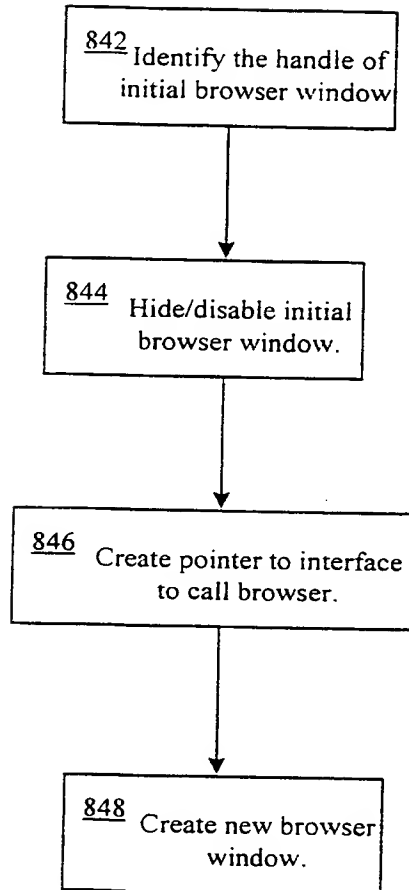 842 Identify the handle of
initial browser window
844 Hide/disable initial
browser window.
846 Create pointer to interface
to call browser.
848 Create new browser
window.